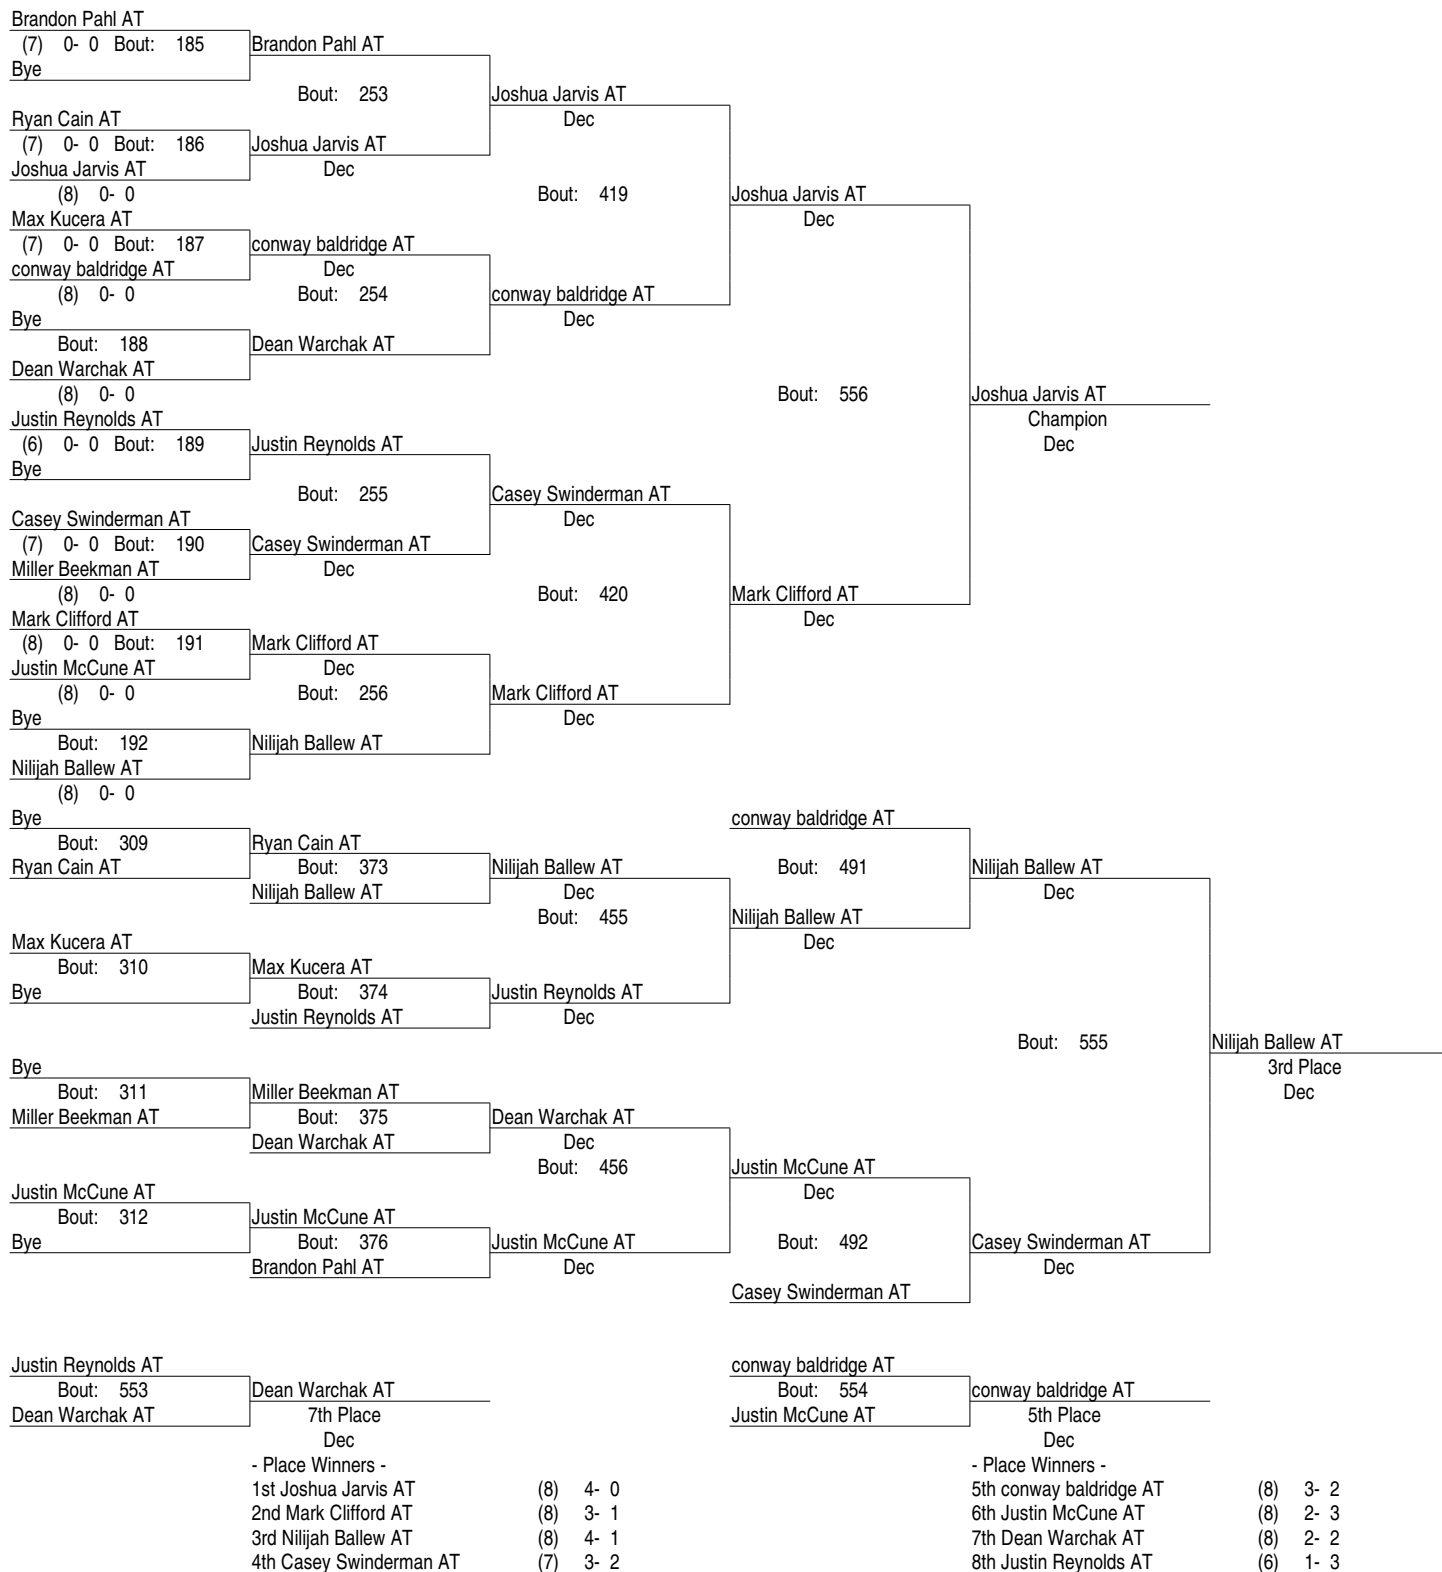 Brandon Pahl AT
(7) 0- 0 Bout: 185 Brandon Pahl AT
Bye
Bout: 253 Joshua Jarvis AT
Ryan Cain AT Dec
(7) 0- 0 Bout: 186 Joshua Jarvis AT
Joshua Jarvis AT Dec
(8) 0- 0 Bout: 419 Joshua Jarvis AT
Max Kucera AT Dec
(7) 0- 0 Bout: 187 conway baldridge AT
conway baldridge AT Dec
(8) 0- 0 Bout: 254 conway baldridge AT
Bye Dec
Bout: 188 Dean Warchak AT
Dean Warchak AT
(8) 0- 0 Bout: 556 Joshua Jarvis AT
Justin Reynolds AT Champion
(6) 0- 0 Bout: 189 Justin Reynolds AT Dec
Bye
Bout: 255 Casey Swinderman AT
Casey Swinderman AT Dec
(7) 0- 0 Bout: 190 Casey Swinderman AT
Miller Beekman AT Dec
(8) 0- 0 Bout: 420 Mark Clifford AT
Mark Clifford AT Dec
(8) 0- 0 Bout: 191 Mark Clifford AT
Justin McCune AT Dec
(8) 0- 0 Bout: 256 Mark Clifford AT
Bye Dec
Bout: 192 Nilijah Ballew AT
Nilijah Ballew AT
(8) 0- 0
Bye conway baldridge AT
Bout: 309 Ryan Cain AT
Ryan Cain AT Bout: 373 Nilijah Ballew AT Bout: 491 Nilijah Ballew AT
Nilijah Ballew AT Dec Dec
Bout: 455 Nilijah Ballew AT
Max Kucera AT Dec
Bout: 310 Max Kucera AT
Bye Bout: 374 Justin Reynolds AT
Justin Reynolds AT Dec
Bout: 555 Nilijah Ballew AT
Bye 3rd Place
Bout: 311 Miller Beekman AT Dec
Miller Beekman AT Bout: 375 Dean Warchak AT
Dean Warchak AT Dec
Bout: 456 Justin McCune AT
Justin McCune AT Dec
Bout: 312 Justin McCune AT
Bye Bout: 376 Justin McCune AT Bout: 492 Casey Swinderman AT
Brandon Pahl AT Dec Dec
Casey Swinderman AT
Justin Reynolds AT conway baldridge AT
Bout: 553 Dean Warchak AT Bout: 554 conway baldridge AT
Dean Warchak AT 7th Place Justin McCune AT 5th Place
Dec Dec
- Place Winners - - Place Winners -
1st Joshua Jarvis AT (8) 4- 0 5th conway baldridge AT (8) 3- 2
2nd Mark Clifford AT (8) 3- 1 6th Justin McCune AT (8) 2- 3
3rd Nilijah Ballew AT (8) 4- 1 7th Dean Warchak AT (8) 2- 2
4th Casey Swinderman AT (7) 3- 2 8th Justin Reynolds AT (6) 1- 3